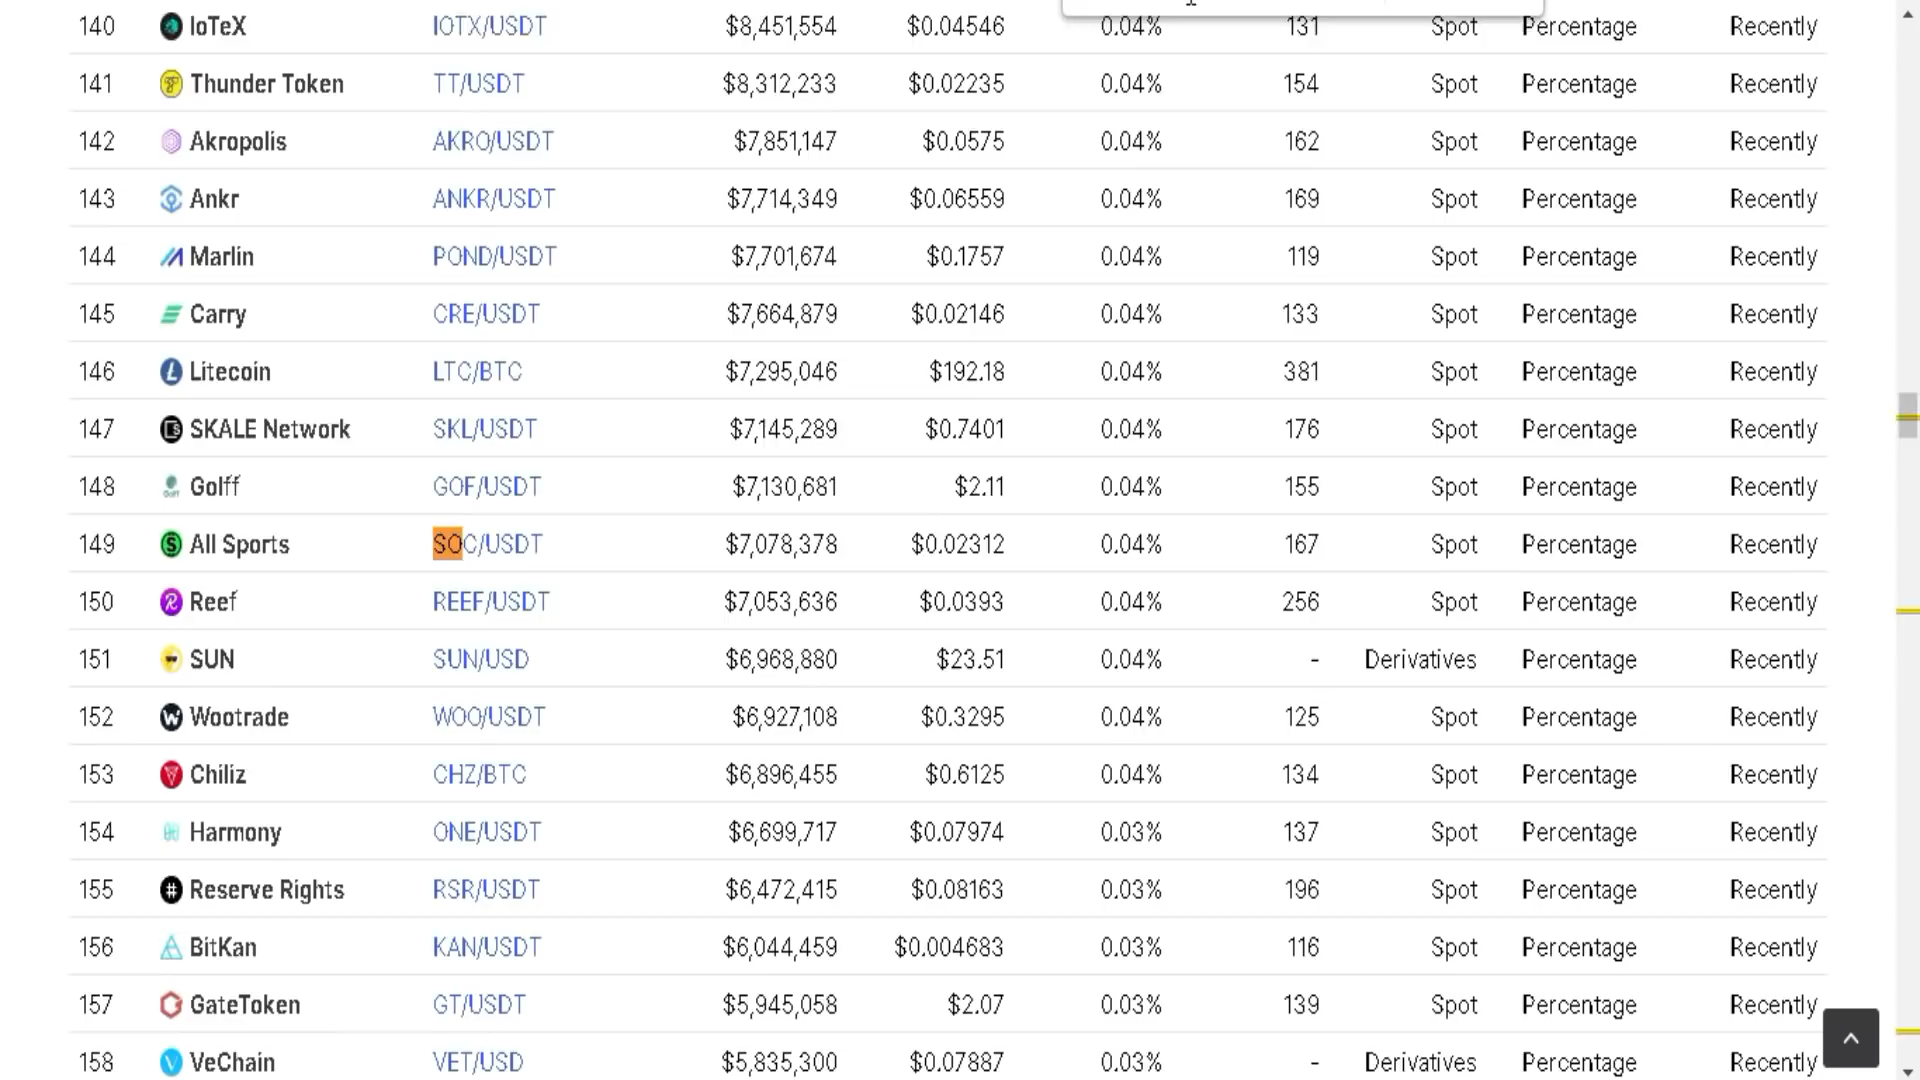 140 IoTeX IOTX/USDT $8,451,554 $0.04546 0.04% 131 Spot Percentage Recently
141 Thunder Token TT/USDT $8,312,233 $0.02235 0.04% 154 Spot Percentage Recently
142 Akropolis AKRO/USDT $7,851,147 $0.0575 0.04% 162 Spot Percentage Recently
143 Ankr ANKR/USDT $7,714,349 $0.06559 0.04% 169 Spot Percentage Recently
144 Marlin POND/USDT $7,701,674 $0.1757 0.04% 119 Spot Percentage Recently
145 Carry CRE/USDT $7,664,879 $0.02146 0.04% 133 Spot Percentage Recently
146 Litecoin LTC/BTC $7,295,046 $192.18 0.04% 381 Spot Percentage Recently
147 SKALE Network SKL/USDT $7,145,289 $0.7401 0.04% 176 Spot Percentage Recently
148 Golff GOF/USDT $7,130,681 $2.11 0.04% 155 Spot Percentage Recently
149 All Sports SOC/USDT $7,078,378 $0.02312 0.04% 167 Spot Percentage Recently
150 Reef REEF/USDT $7,053,636 $0.0393 0.04% 256 Spot Percentage Recently
151 SUN SUN/USD $6,968,880 $23.51 0.04% - Derivatives Percentage Recently
152 Wootrade WOO/USDT $6,927,108 $0.3295 0.04% 125 Spot Percentage Recently
153 Chiliz CHZ/BTC $6,896,455 $0.6125 0.04% 134 Spot Percentage Recently
154 Harmony ONE/USDT $6,699,717 $0.07974 0.03% 137 Spot Percentage Recently
155 Reserve Rights RSR/USDT $6,472,415 $0.08163 0.03% 196 Spot Percentage Recently
156 BitKan KAN/USDT $6,044,459 $0.004683 0.03% 116 Spot Percentage Recently
157 GateToken GT/USDT $5,945,058 $2.07 0.03% 139 Spot Percentage Recently
158 VeChain VET/USD $5,835,300 $0.07887 0.03% - Derivatives Percentage Recently